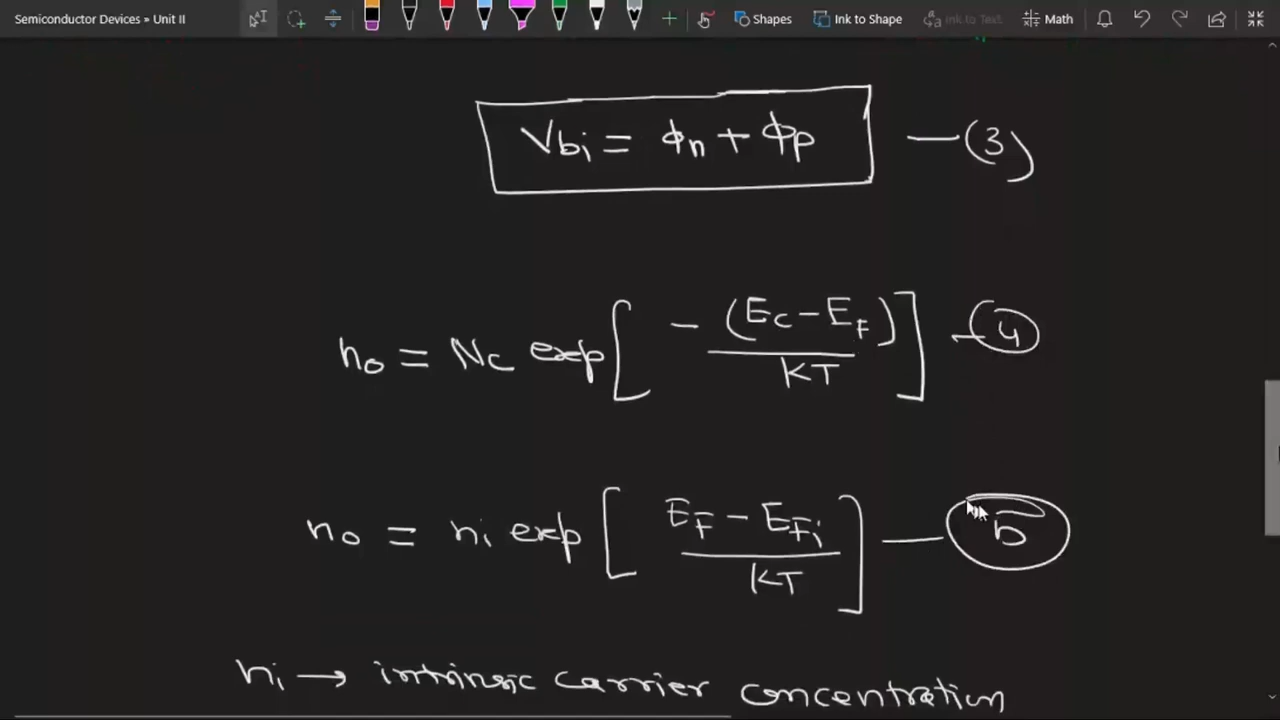 Semiconductor Devices » Unit II
Shapes Ink to Shape Ink to Text Math
Vbi = ϕn + ϕp —(3)
n0 = Nc exp[ -(Ec - EF) / KT ] —(4)
n0 = ni exp[ EF - EFi / KT ] — 5
ni → intrinsic carrier concentration